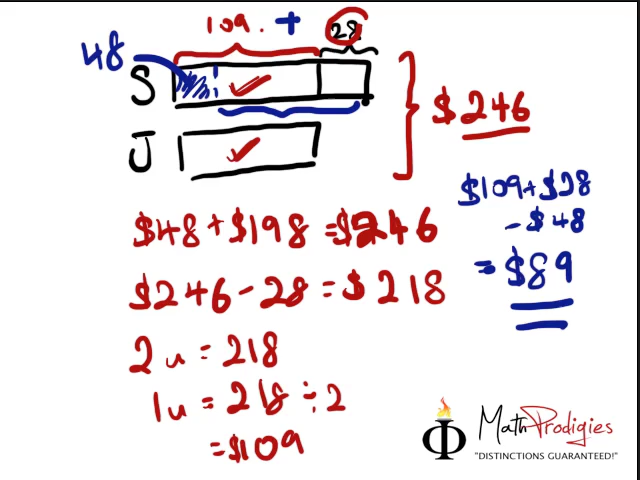 109. + 28
48
S
J
$246
$109 + $28
- $48
= $89
$48 + $198 = $246
$246 - 28 = $218
2u = 218
1u = 218 ÷ 2
= $109
Φ MathProdigies
"DISTINCTIONS GUARANTEED!"